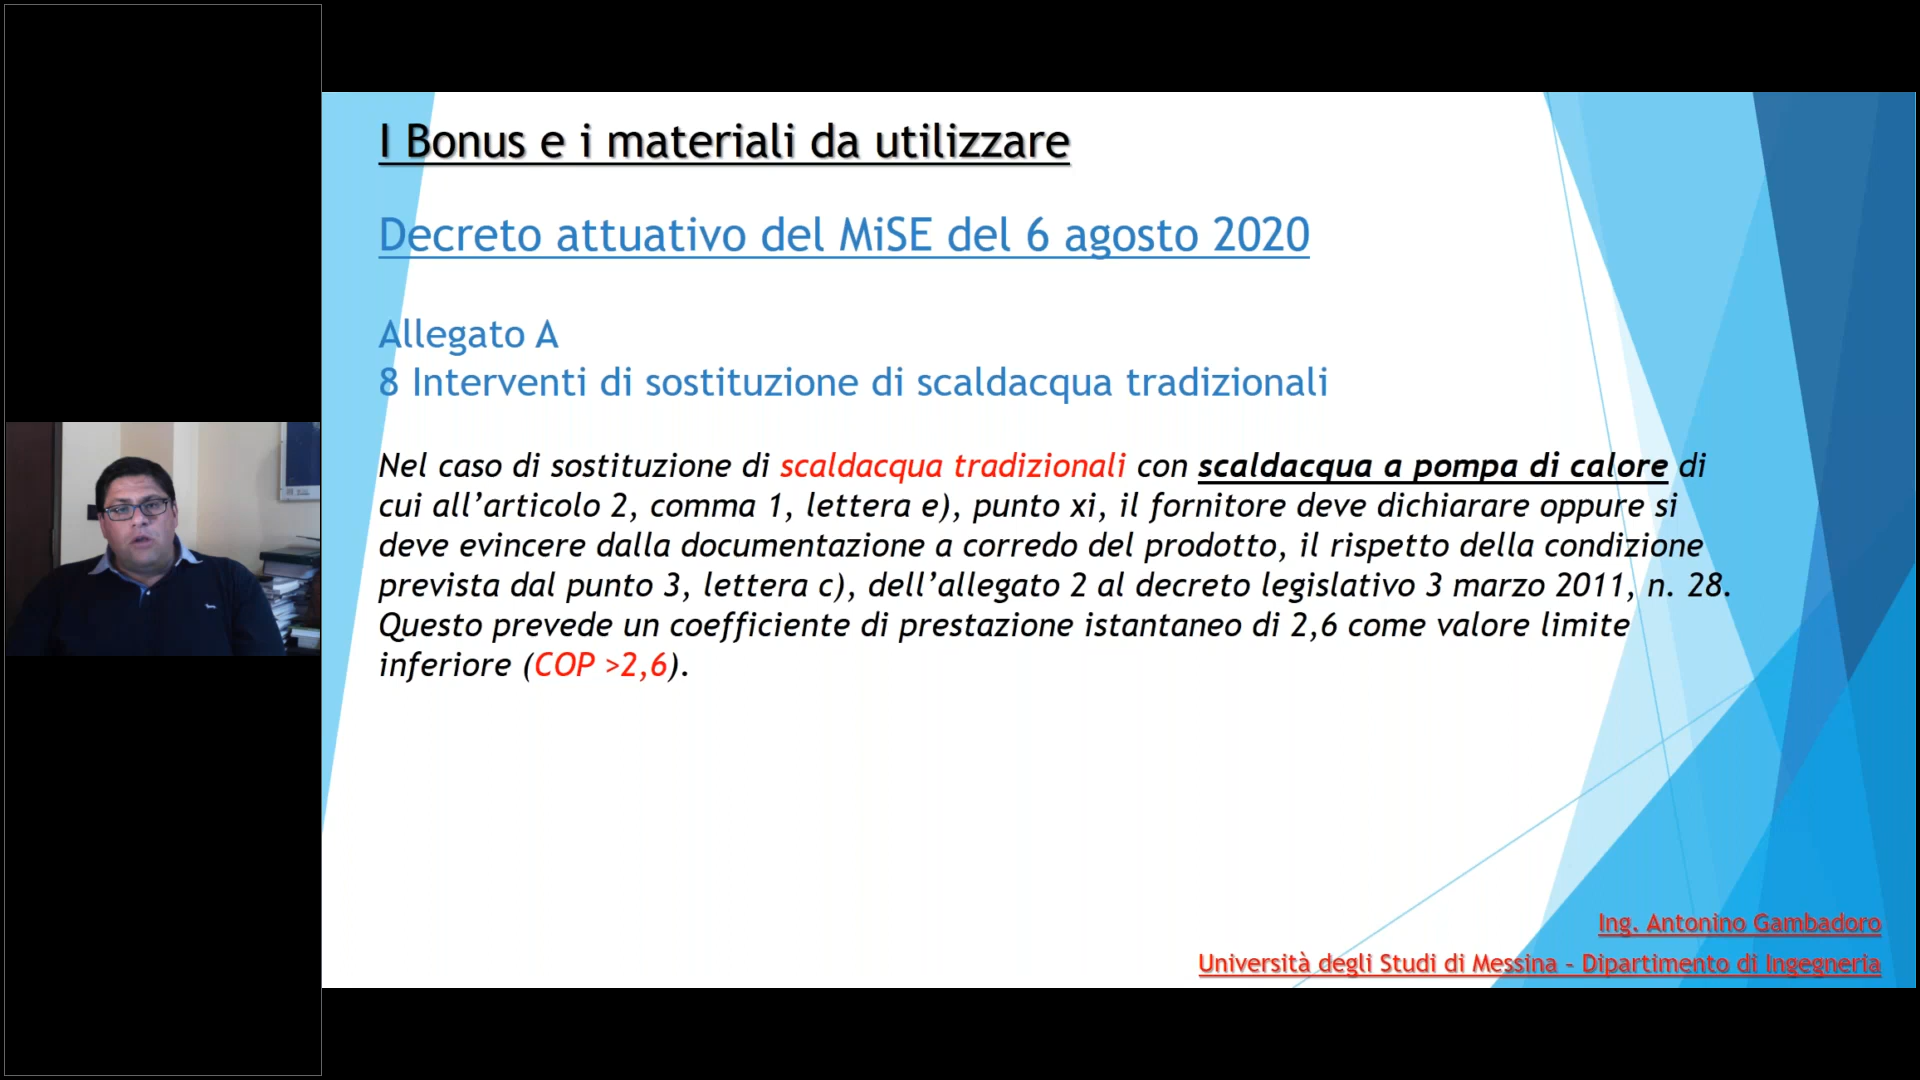 I Bonus e i materiali da utilizzare
Decreto attuativo del MiSE del 6 agosto 2020
Allegato A
8 Interventi di sostituzione di scaldacqua tradizionali
Nel caso di sostituzione di scaldacqua tradizionali con scaldacqua a pompa di calore di
cui all’articolo 2, comma 1, lettera e), punto xi, il fornitore deve dichiarare oppure si
deve evincere dalla documentazione a corredo del prodotto, il rispetto della condizione
prevista dal punto 3, lettera c), dell’allegato 2 al decreto legislativo 3 marzo 2011, n. 28.
Questo prevede un coefficiente di prestazione istantaneo di 2,6 come valore limite
inferiore (COP >2,6).
Ing. Antonino Gambadoro
Università degli Studi di Messina – Dipartimento di Ingegneria